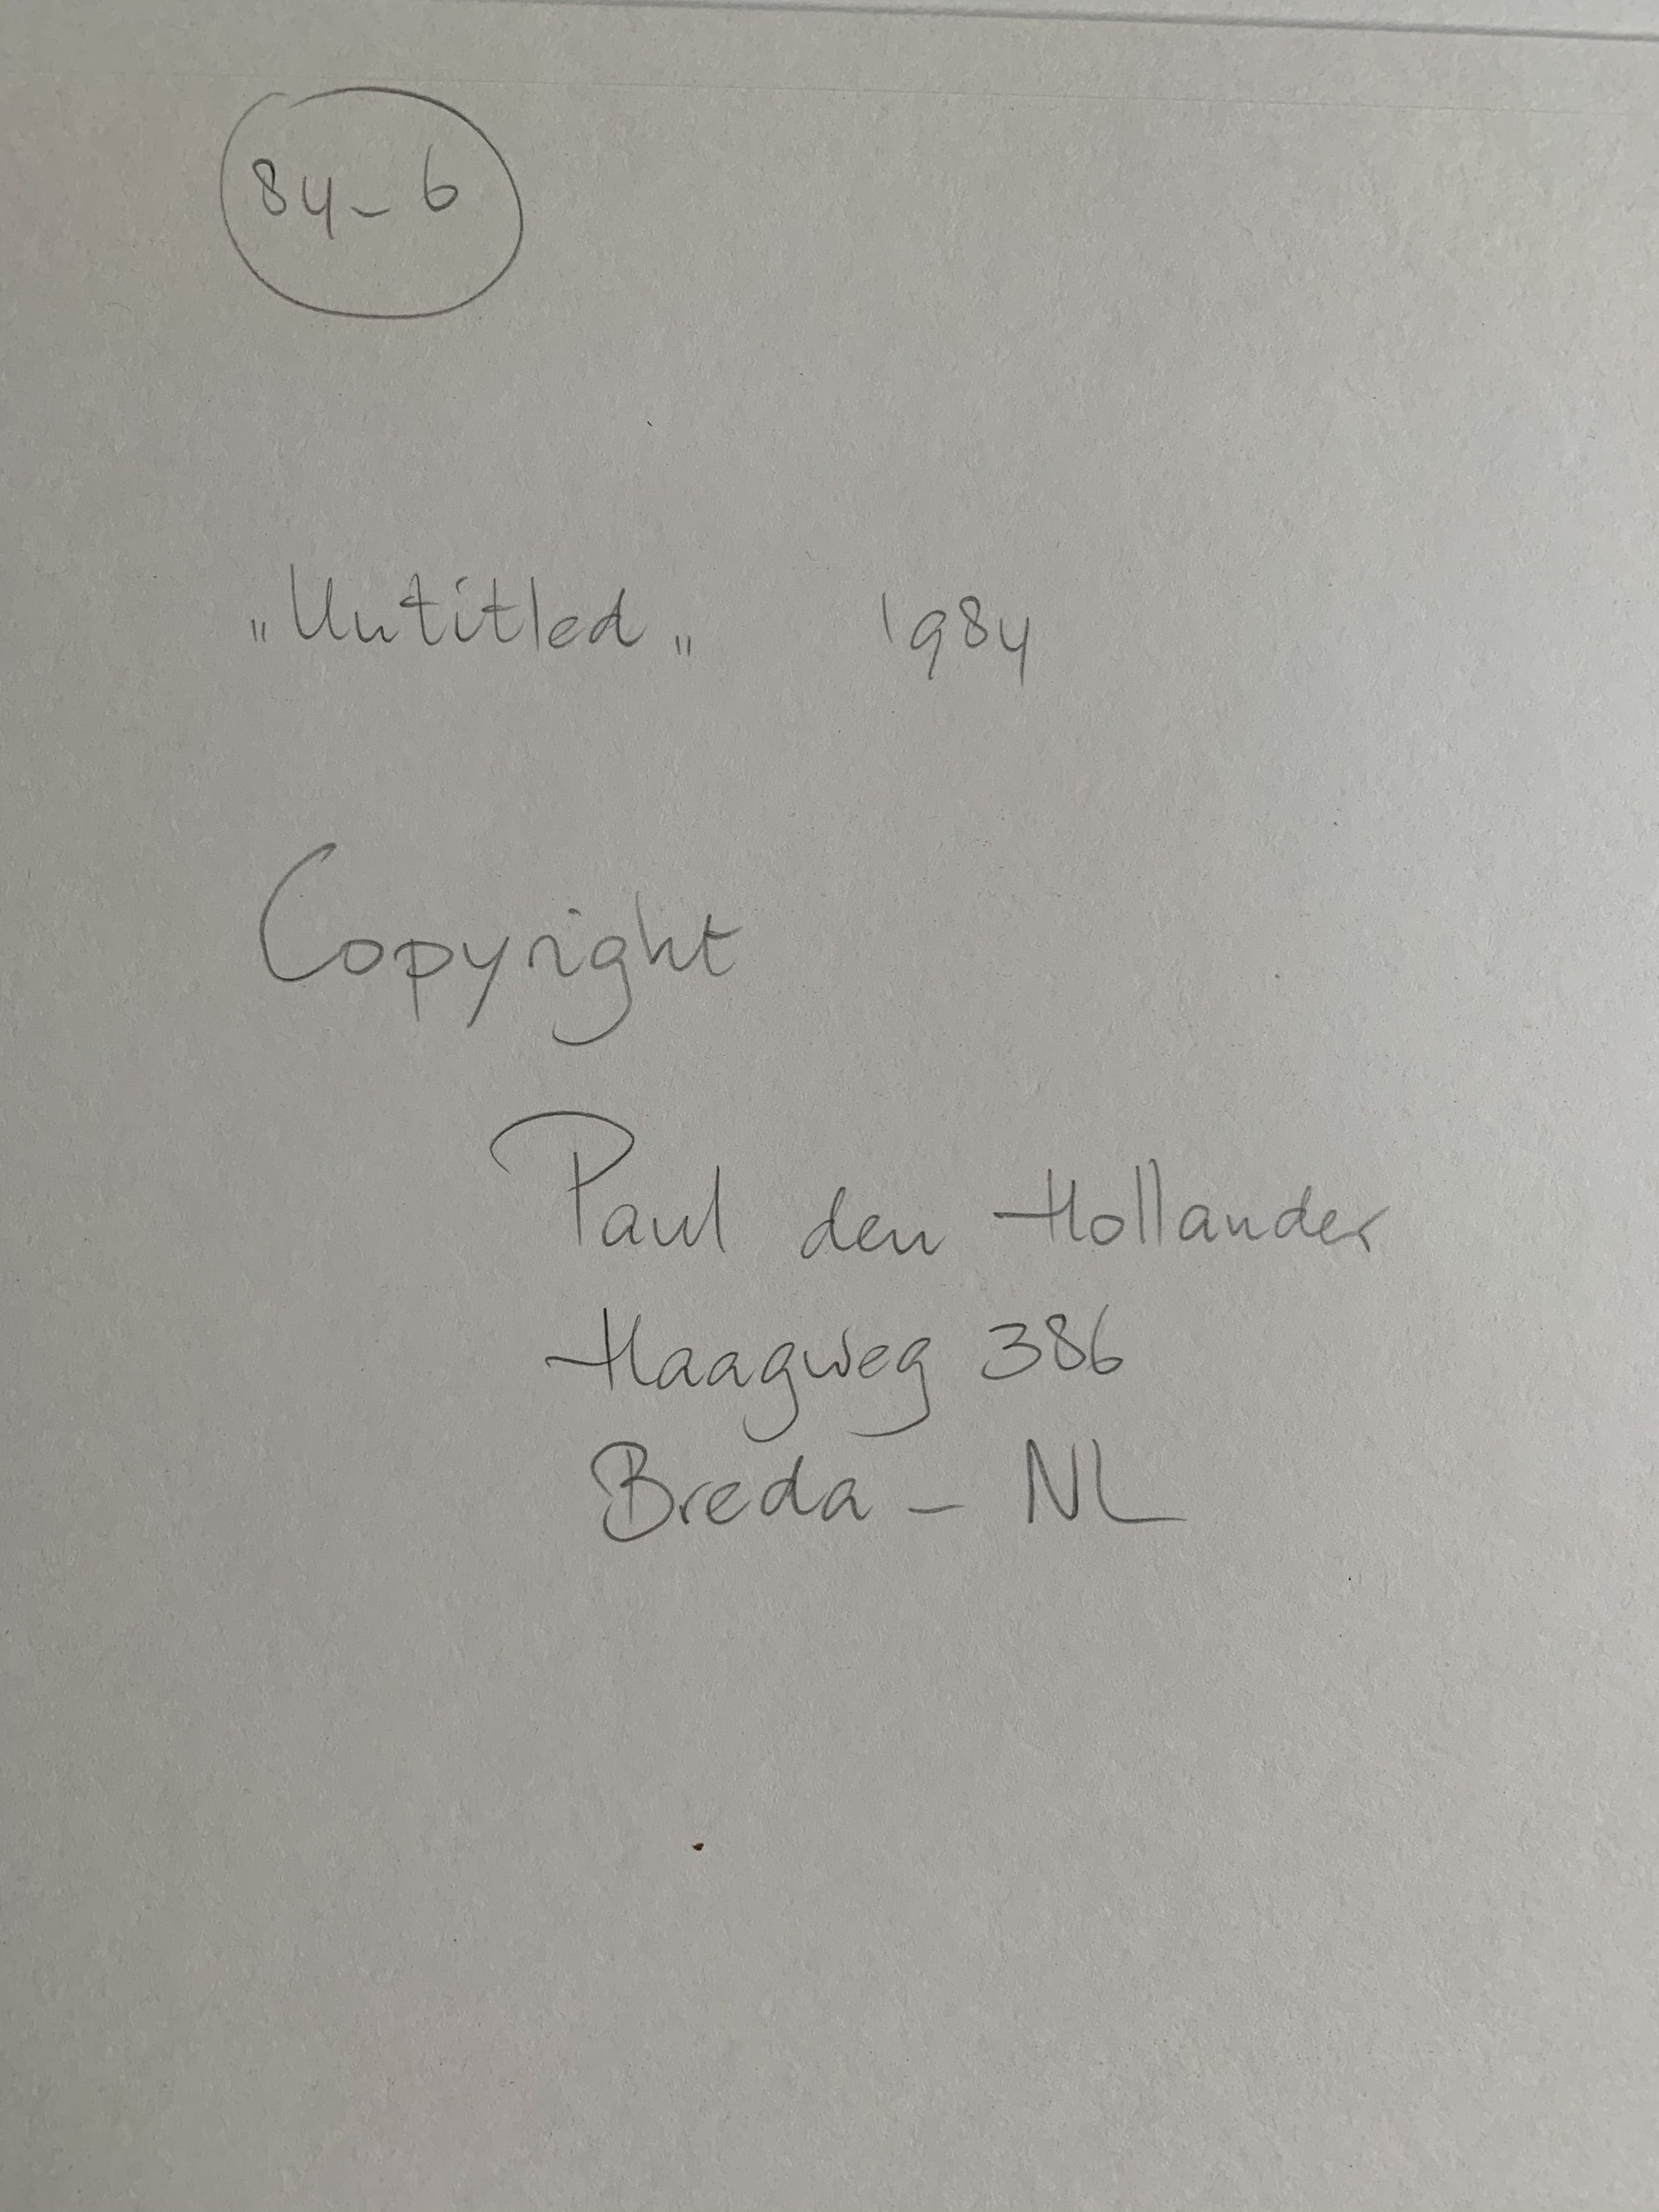 84-6
„Untitled„ 1984
Copyright
Paul den Hollander
Haagweg 386
Breda - NL